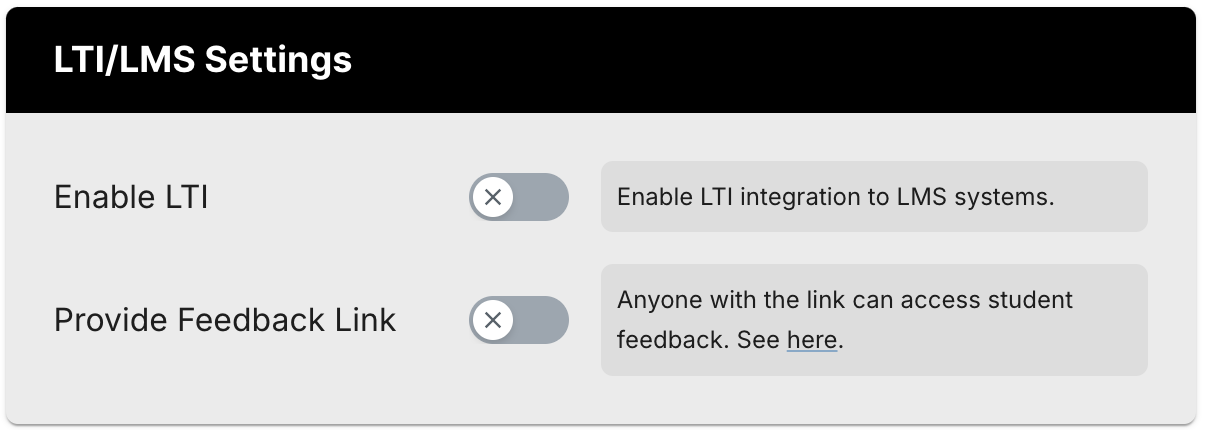 LTI/LMS Settings
Enable LTI
Enable LTI integration to LMS systems.
Provide Feedback Link
Anyone with the link can access student
feedback. See here.